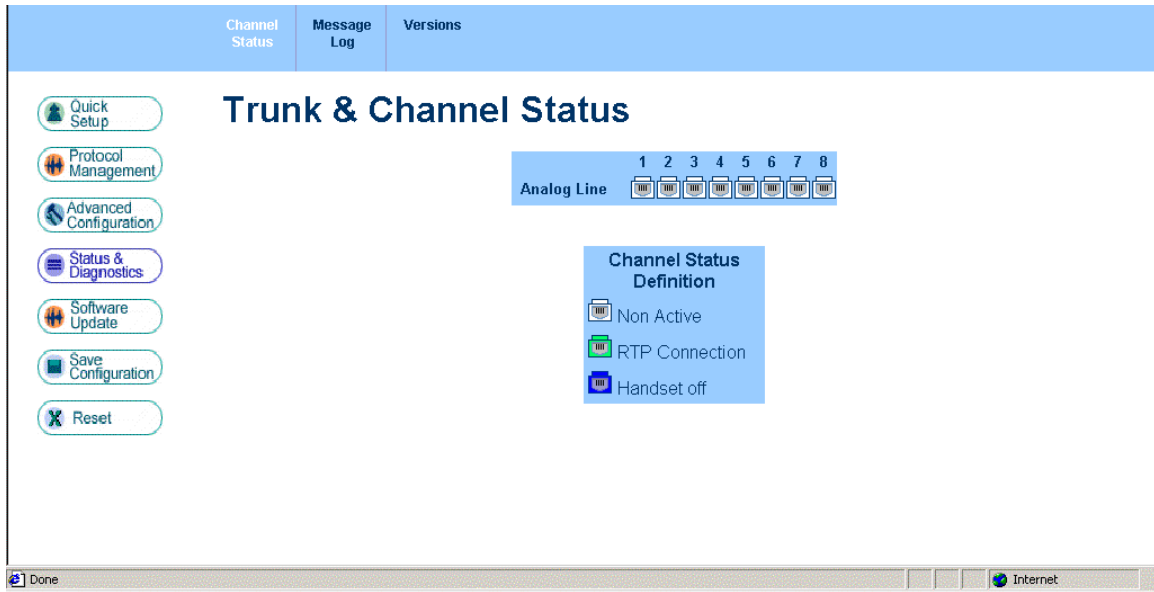 Channel
Status
Message
Log
Versions
Quick
Setup
Protocol
Management
Advanced
Configuration
Status &
Diagnostics
Software
Update
Save
Configuration
Reset
Trunk & Channel Status
1 2 3 4 5 6 7 8
Analog Line
Channel Status
Definition
Non Active
RTP Connection
Handset off
Done
Internet